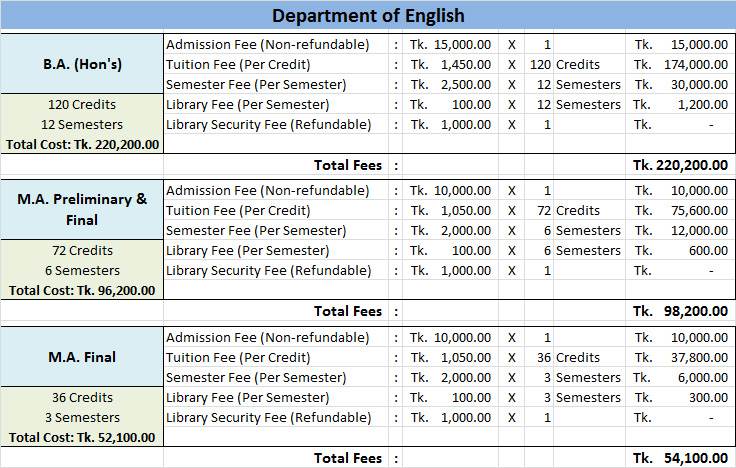 Department of English
B.A. (Hon's)
120 Credits
12 Semesters
Total Cost: Tk. 220,200.00
Admission Fee (Non-refundable) : Tk. 15,000.00 X 1 Tk. 15,000.00
Tuition Fee (Per Credit) : Tk. 1,450.00 X 120 Credits Tk. 174,000.00
Semester Fee (Per Semester) : Tk. 2,500.00 X 12 Semesters Tk. 30,000.00
Library Fee (Per Semester) : Tk. 100.00 X 12 Semesters Tk. 1,200.00
Library Security Fee (Refundable) : Tk. 1,000.00 X 1 Tk. -
Total Fees : Tk. 220,200.00
M.A. Preliminary &
Final
72 Credits
6 Semesters
Total Cost: Tk. 96,200.00
Admission Fee (Non-refundable) : Tk. 10,000.00 X 1 Tk. 10,000.00
Tuition Fee (Per Credit) : Tk. 1,050.00 X 72 Credits Tk. 75,600.00
Semester Fee (Per Semester) : Tk. 2,000.00 X 6 Semesters Tk. 12,000.00
Library Fee (Per Semester) : Tk. 100.00 X 6 Semesters Tk. 600.00
Library Security Fee (Refundable) : Tk. 1,000.00 X 1 Tk. -
Total Fees : Tk. 98,200.00
M.A. Final
36 Credits
3 Semesters
Total Cost: Tk. 52,100.00
Admission Fee (Non-refundable) : Tk. 10,000.00 X 1 Tk. 10,000.00
Tuition Fee (Per Credit) : Tk. 1,050.00 X 36 Credits Tk. 37,800.00
Semester Fee (Per Semester) : Tk. 2,000.00 X 3 Semesters Tk. 6,000.00
Library Fee (Per Semester) : Tk. 100.00 X 3 Semesters Tk. 300.00
Library Security Fee (Refundable) : Tk. 1,000.00 X 1 Tk. -
Total Fees : Tk. 54,100.00